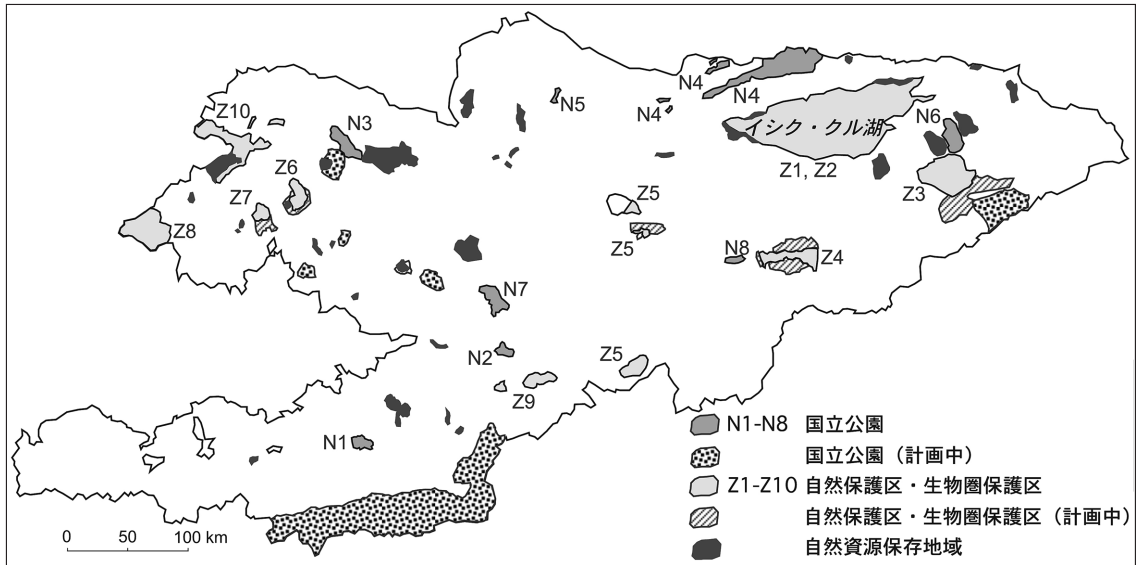 N4
N4
N5
N4
Z10
N3
イシク・クル湖
N6
Z1, Z2
Z3
Z6
Z7
Z8
Z5
Z5
N8
Z4
N7
N2
Z5
Z9
N1
N1-N8 国立公園
国立公園（計画中）
Z1-Z10 自然保護区・生物圏保護区
自然保護区・生物圏保護区（計画中）
自然資源保存地域
0 50 100 km